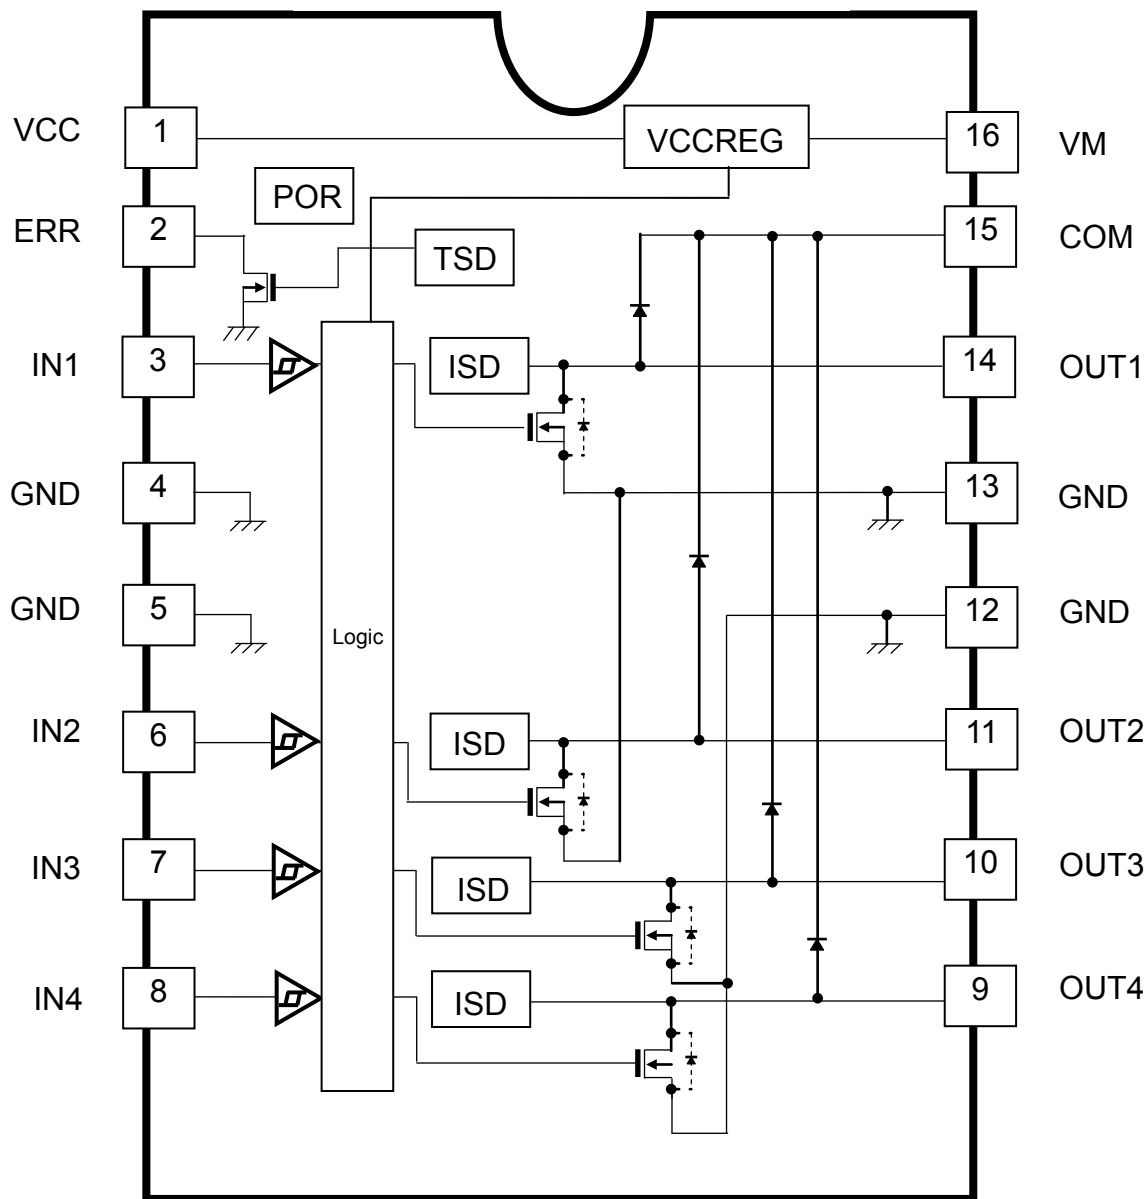 VCC 1 VCCREG 16 VM
POR
ERR 2 TSD 15 COM
IN1 3 ISD 14 OUT1
GND 4 13 GND
GND 5 12 GND
Logic
IN2 6 ISD 11 OUT2
IN3 7 ISD 10 OUT3
IN4 8 ISD 9 OUT4